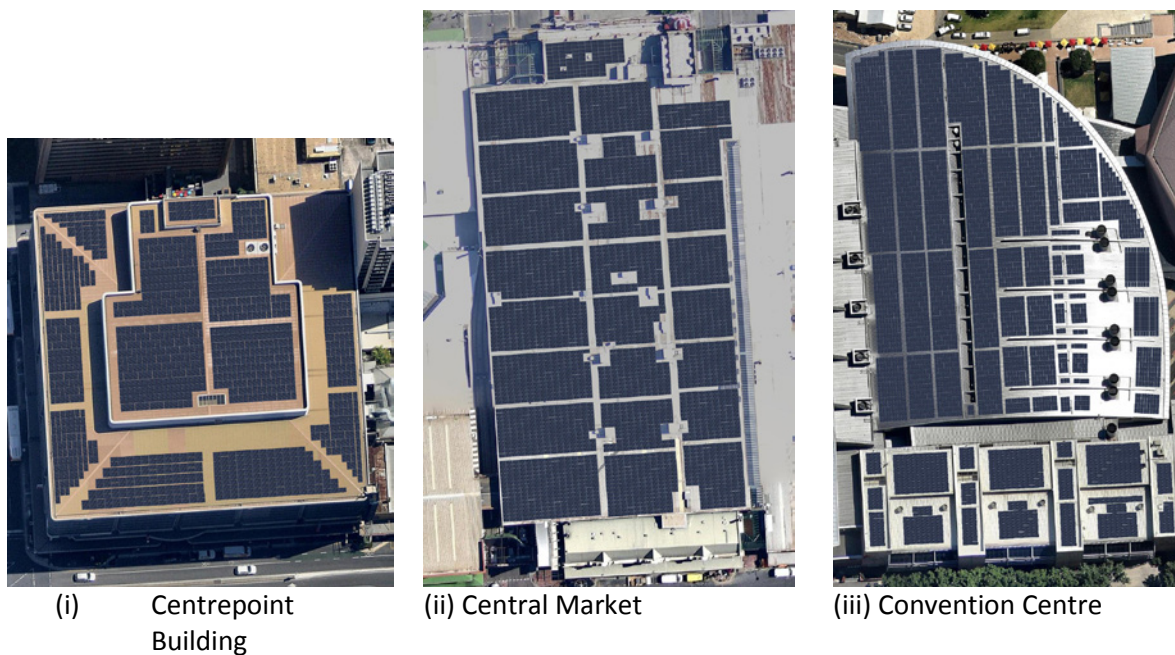 (i) Centrepoint
Building
(ii) Central Market
(iii) Convention Centre